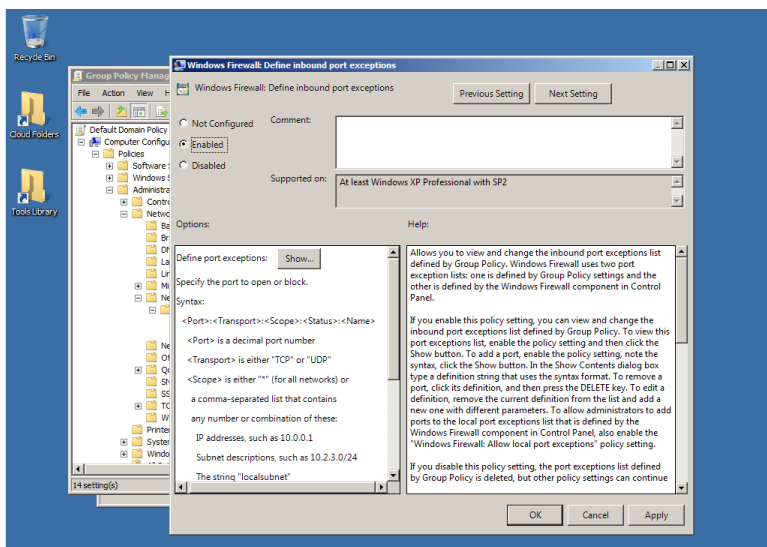 Recycle Bin
Cloud Folders
Tools Library
Group Policy Manag
File Action View H
Default Domain Policy
Computer Configu
Policies
Software
Windows S
Administra
Contr
Netwo
Ba
Br
DN
La
Lin
Mi
Ne
Ne
Of
Qo
SN
SS
TC
W
Printer
System
Windo
14 setting(s)
Windows Firewall: Define inbound port exceptions
Windows Firewall: Define inbound port exceptions
Previous Setting
Next Setting
Not Configured
Enabled
Disabled
Comment:
Supported on:
At least Windows XP Professional with SP2
Options:
Help:
Define port exceptions: Show...
Specify the port to open or block.
Syntax:
<Port>:<Transport>:<Scope>:<Status>:<Name>
<Port> is a decimal port number
<Transport> is either "TCP" or "UDP"
<Scope> is either "*" (for all networks) or
a comma-separated list that contains
any number or combination of these:
IP addresses, such as 10.0.0.1
Subnet descriptions, such as 10.2.3.0/24
The string "localsubnet"
Allows you to view and change the inbound port exceptions list
defined by Group Policy. Windows Firewall uses two port
exception lists: one is defined by Group Policy settings and the
other is defined by the Windows Firewall component in Control
Panel.
If you enable this policy setting, you can view and change the
inbound port exceptions list defined by Group Policy. To view this
port exceptions list, enable the policy setting and then click the
Show button. To add a port, enable the policy setting, note the
syntax, click the Show button. In the Show Contents dialog box
type a definition string that uses the syntax format. To remove a
port, click its definition, and then press the DELETE key. To edit a
definition, remove the current definition from the list and add a
new one with different parameters. To allow administrators to add
ports to the local port exceptions list that is defined by the
Windows Firewall component in Control Panel, also enable the
"Windows Firewall: Allow local port exceptions" policy setting.
If you disable this policy setting, the port exceptions list defined
by Group Policy is deleted, but other policy settings can continue
OK
Cancel
Apply